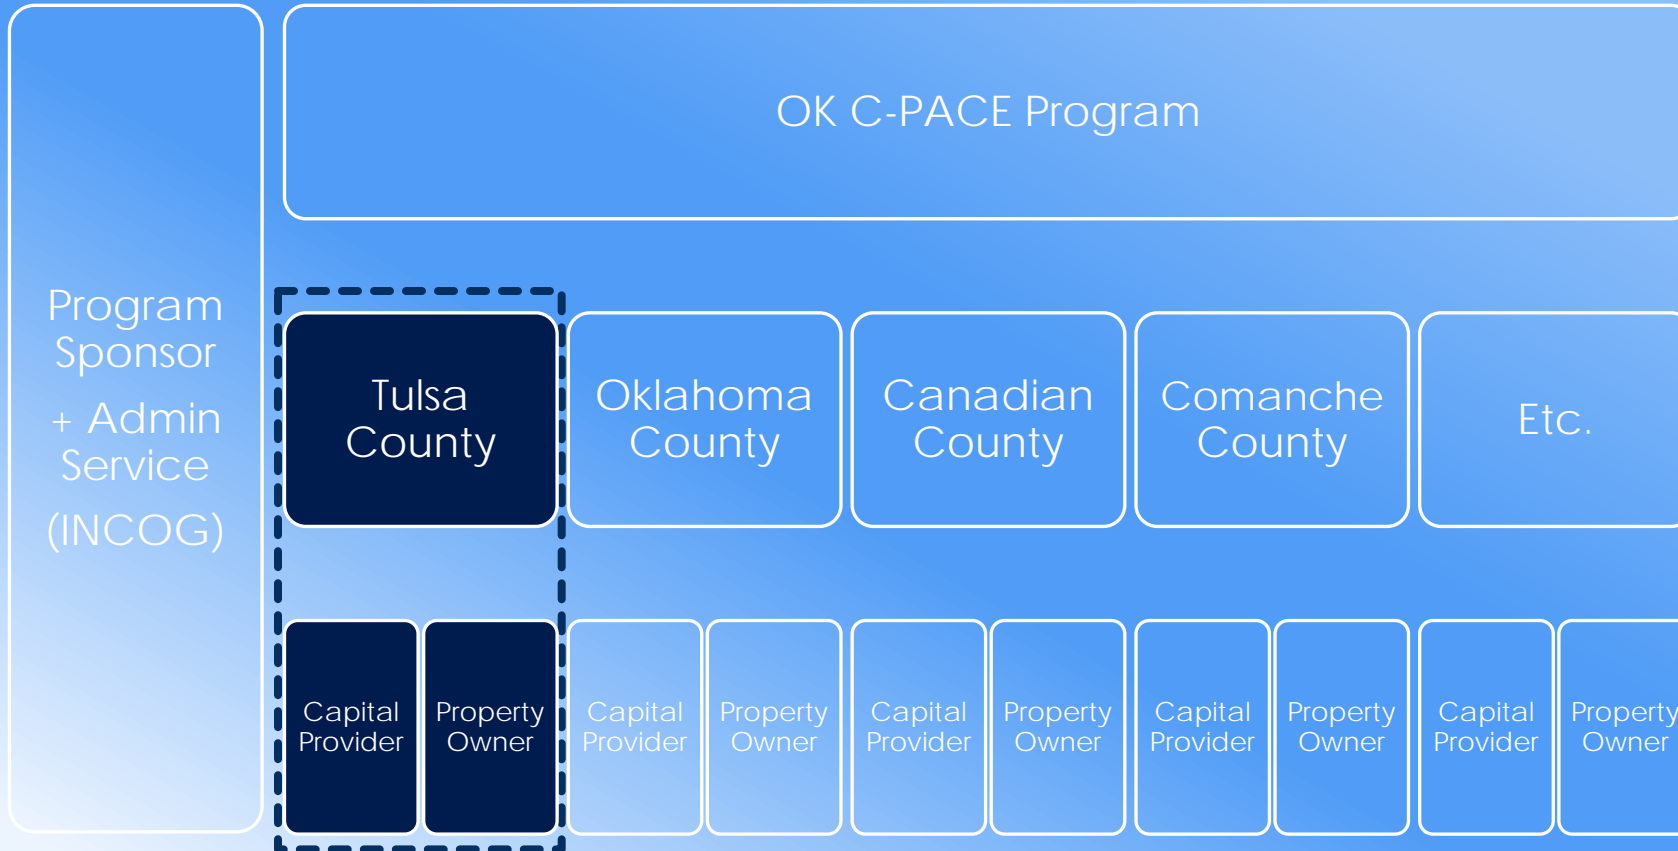 Program
Sponsor
+ Admin
Service
(INCOG)
OK C-PACE Program
Tulsa
County
Oklahoma
County
Canadian
County
Comanche
County
Etc.
Capital
Provider
Property
Owner
Capital
Provider
Property
Owner
Capital
Provider
Property
Owner
Capital
Provider
Property
Owner
Capital
Provider
Property
Owner